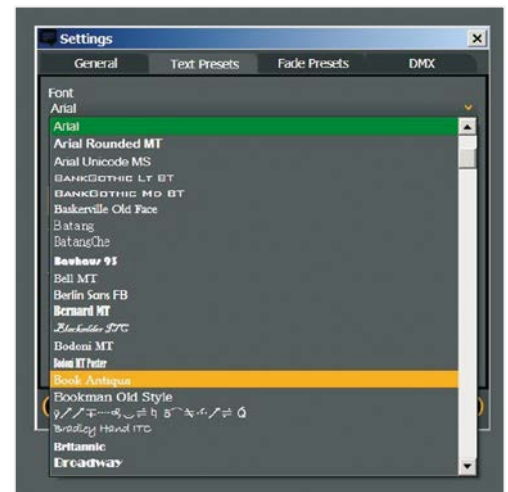 Settings
General Text Presets Fade Presets DMX
Font
Arial
Arial
Arial Rounded MT
Arial Unicode MS
BankGothic Lt BT
BankGothic Md BT
Baskerville Old Face
Batang
BatangChe
Bauhaus 93
Bell MT
Berlin Sans FB
Bernard MT
Blackadder ITC
Bodoni MT
Bodoni MT Poster
Book Antiqua
Bookman Old Style
Bradley Hand ITC
Britannic
Broadway